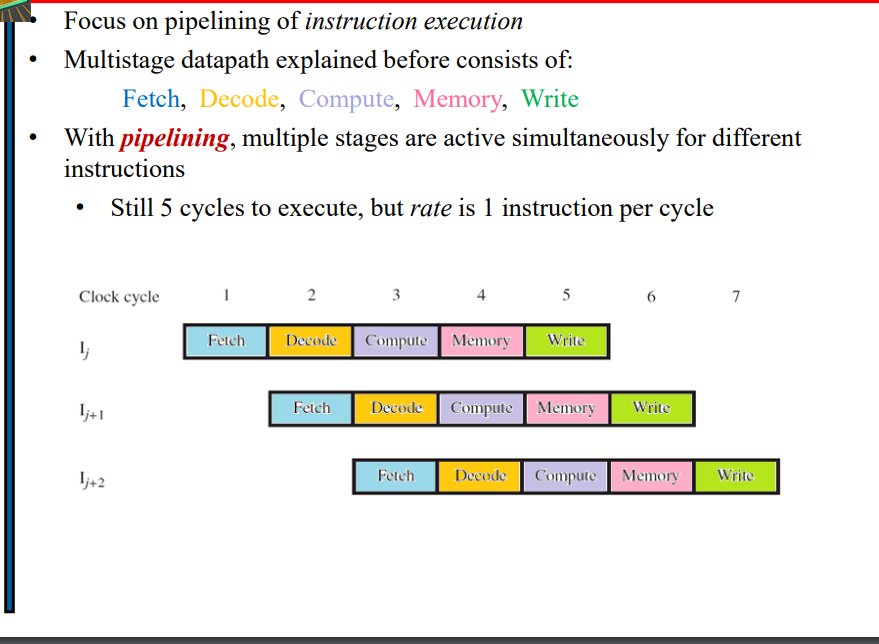 • Focus on pipelining of instruction execution
• Multistage datapath explained before consists of:
Fetch, Decode, Compute, Memory, Write
• With pipelining, multiple stages are active simultaneously for different
instructions
• Still 5 cycles to execute, but rate is 1 instruction per cycle
Clock cycle 1 2 3 4 5 6 7
Ij Fetch Decode Compute Memory Write
Ij+1 Fetch Decode Compute Memory Write
Ij+2 Fetch Decode Compute Memory Write